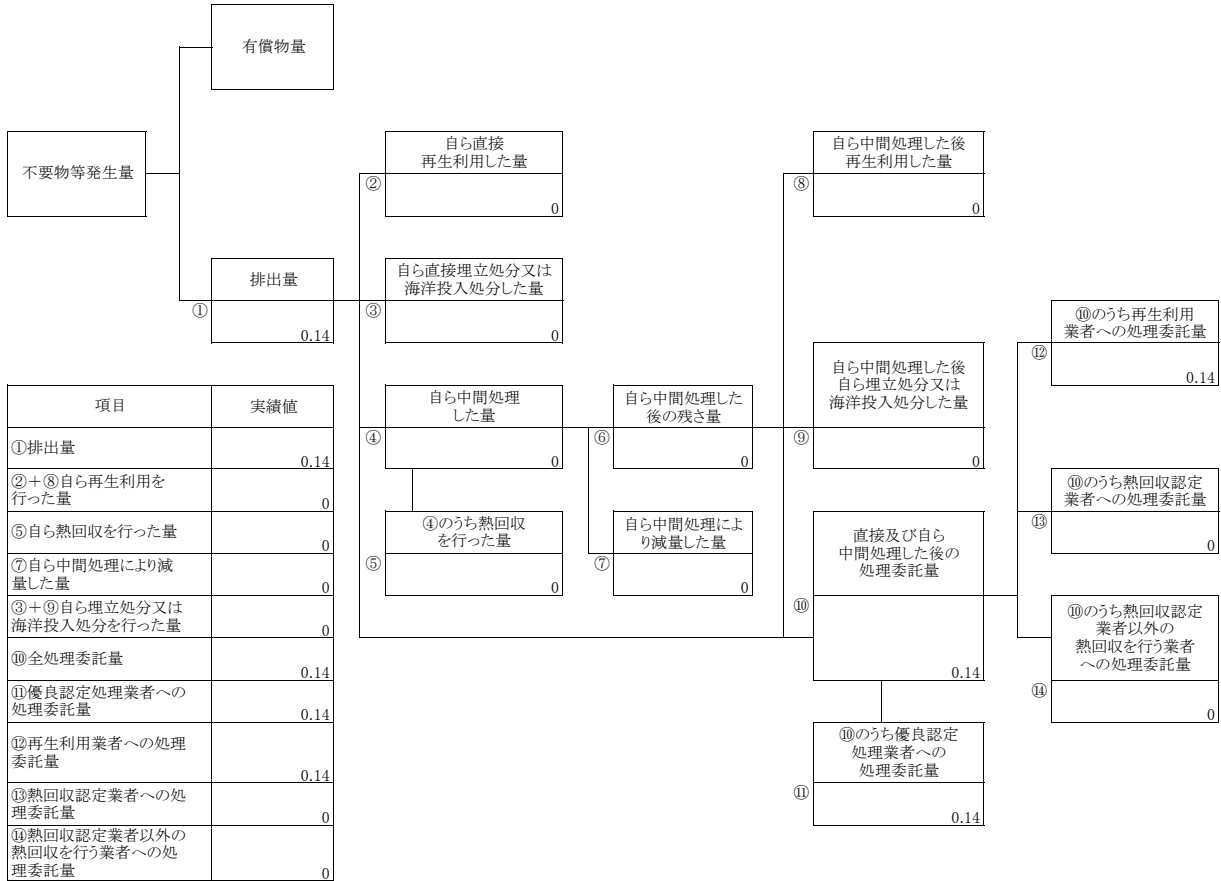 有償物量
不要物等発生量
自ら直接
再生利用した量
②
0
自ら中間処理した後
再生利用した量
⑧
0
排出量
①
0.14
自ら直接埋立処分又は
海洋投入処分した量
③
0
⑩のうち再生利用
業者への処理委託量
⑫
0.14
自ら中間処理
した量
④
0
自ら中間処理した
後の残さ量
⑥
0
自ら中間処理した後
自ら埋立処分又は
海洋投入処分した量
⑨
0
⑩のうち熱回収認定
業者への処理委託量
⑬
0
④のうち熱回収
を行った量
⑤
0
自ら中間処理によ
り減量した量
⑦
0
直接及び自ら
中間処理した後の
処理委託量
⑩
0.14
⑩のうち熱回収認定
業者以外の
熱回収を行う業者
への処理委託量
⑭
0
⑩のうち優良認定
処理業者への
処理委託量
⑪
0.14
項目 実績値
①排出量
0.14
②＋⑧自ら再生利用を
行った量
0
⑤自ら熱回収を行った量
0
⑦自ら中間処理により減
量した量
0
③＋⑨自ら埋立処分又は
海洋投入処分を行った量
0
⑩全処理委託量
0.14
⑪優良認定処理業者への
処理委託量
0.14
⑫再生利用業者への処理
委託量
0.14
⑬熱回収認定業者への処
理委託量
0
⑭熱回収認定業者以外の
熱回収を行う業者への処
理委託量
0